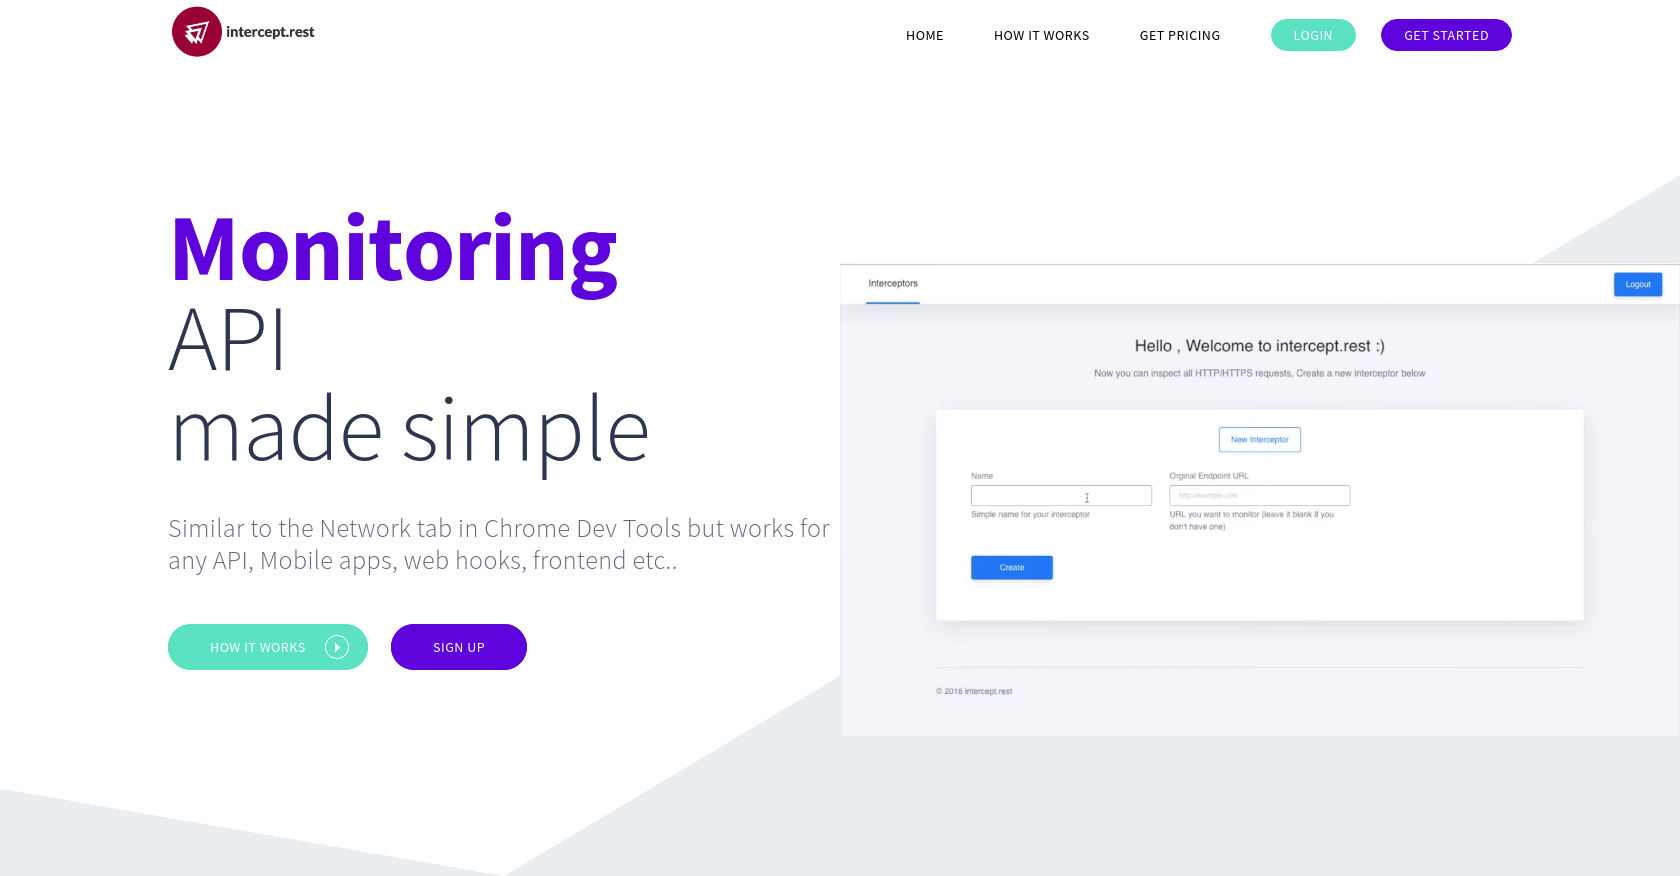 intercept.rest
HOME HOW IT WORKS GET PRICING LOGIN GET STARTED
Monitoring
API
made simple
Similar to the Network tab in Chrome Dev Tools but works for
any API, Mobile apps, web hooks, frontend etc..
HOW IT WORKS SIGN UP
Interceptors Logout
Hello , Welcome to intercept.rest :)
Now you can inspect all HTTP/HTTPS requests, Create a new interceptor below
New Interceptor
Name Orginal Endpoint URL
http://example.com
Simple name for your interceptor URL you want to monitor (leave it blank if you
don't have one)
Create
© 2018 intercept.rest